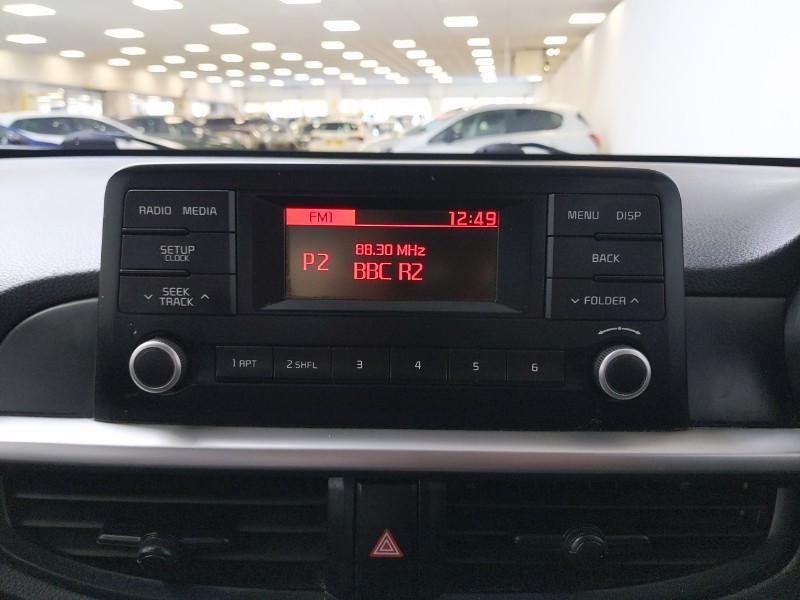 RADIO MEDIA
SETUP
CLOCK
SEEK
TRACK
FM1 12:49
88.30 MHz
P2
BBC R2
MENU DISP
BACK
FOLDER
1 RPT 2 SHFL 3 4 5 6